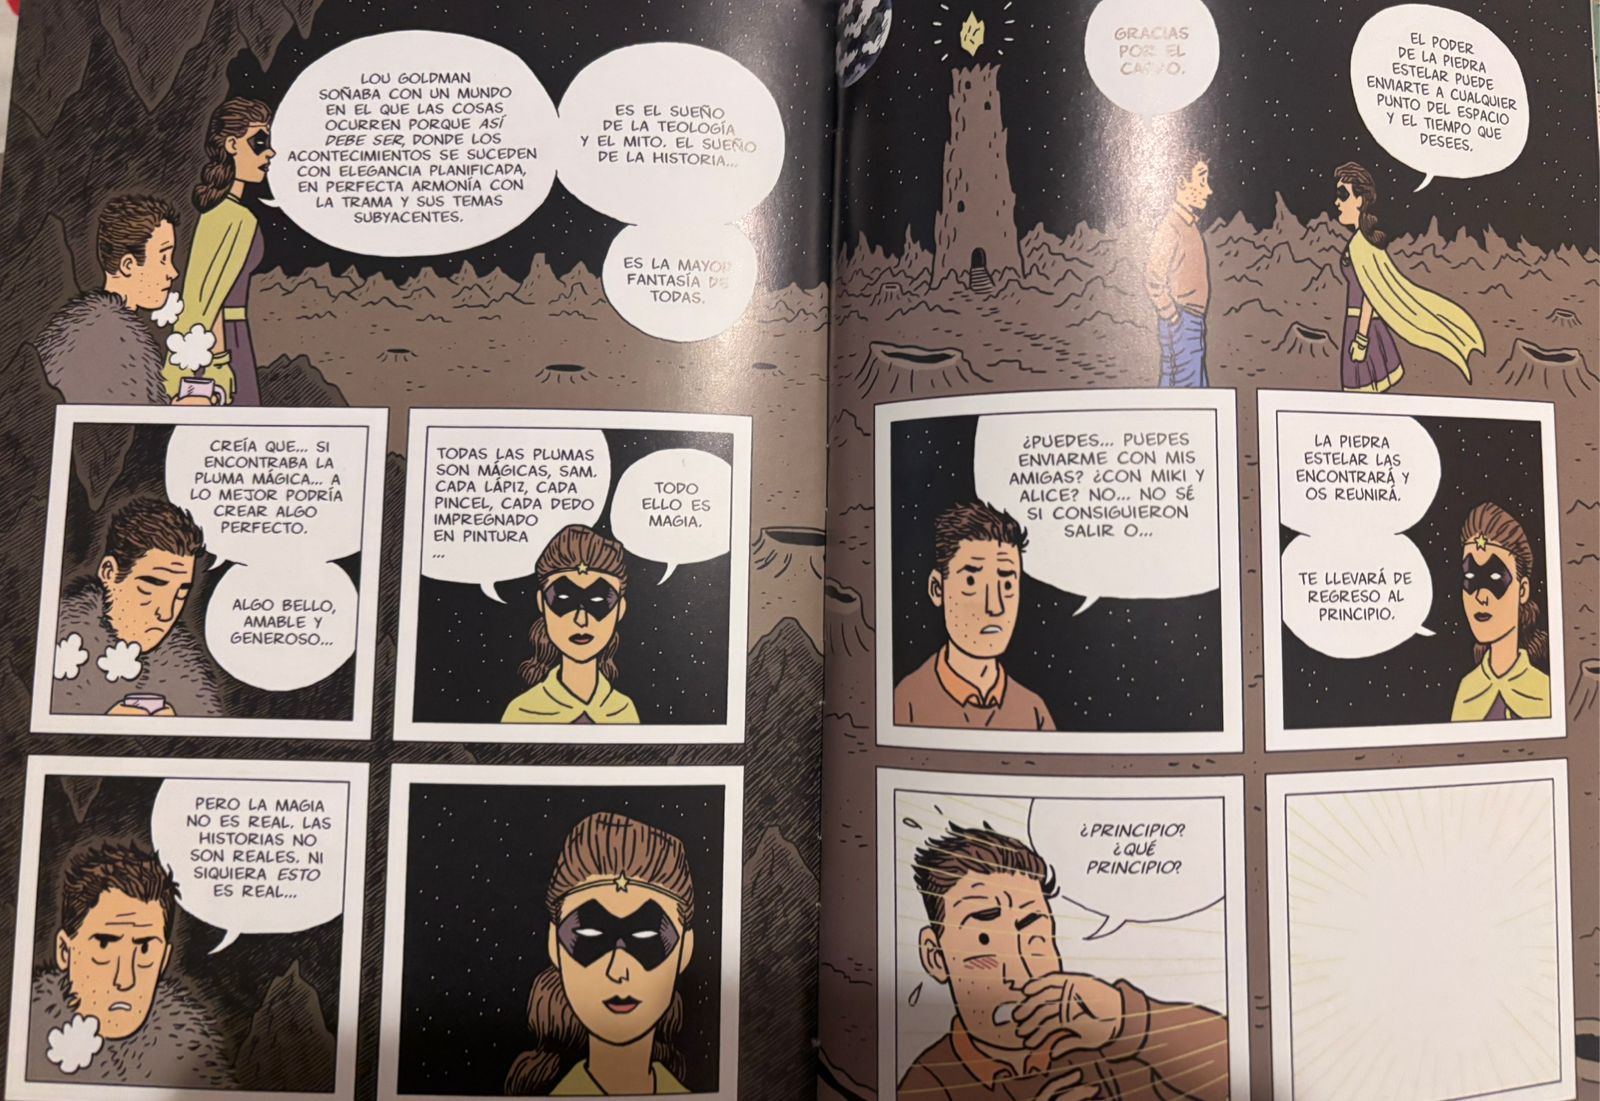 LOU GOLDMAN
SOÑABA CON UN MUNDO
EN EL QUE LAS COSAS
OCURREN PORQUE ASÍ
DEBE SER, DONDE LOS
ACONTECIMIENTOS SE SUCEDEN
CON ELEGANCIA PLANIFICADA,
EN PERFECTA ARMONÍA CON
LA TRAMA Y SUS TEMAS
SUBYACENTES.
ES EL SUEÑO
DE LA TEOLOGÍA
Y EL MITO. EL SUEÑO
DE LA HISTORIA...
ES LA MAYOR
FANTASÍA DE
TODAS.
CREÍA QUE... SI
ENCONTRABA LA
PLUMA MÁGICA... A
LO MEJOR PODRÍA
CREAR ALGO
PERFECTO.
ALGO BELLO,
AMABLE Y
GENEROSO...
TODAS LAS PLUMAS
SON MÁGICAS, SAM.
CADA LÁPIZ, CADA
PINCEL, CADA DEDO
IMPREGNADO
EN PINTURA
...
TODO
ELLO ES
MAGIA.
PERO LA MAGIA
NO ES REAL. LAS
HISTORIAS NO
SON REALES. NI
SIQUIERA ESTO
ES REAL...
GRACIAS
POR EL
EL PODER
DE LA PIEDRA
ESTELAR PUEDE
ENVIARTE A CUALQUIER
PUNTO DEL ESPACIO
Y EL TIEMPO QUE
DESEES.
¿PUEDES... PUEDES
ENVIARME CON MIS
AMIGAS? ¿CON MIKI Y
ALICE? NO... NO SÉ
SI CONSIGUIERON
SALIR O...
LA PIEDRA
ESTELAR LAS
ENCONTRARÁ Y
OS REUNIRÁ.
TE LLEVARÁ DE
REGRESO AL
PRINCIPIO.
¿PRINCIPIO?
¿QUÉ
PRINCIPIO?